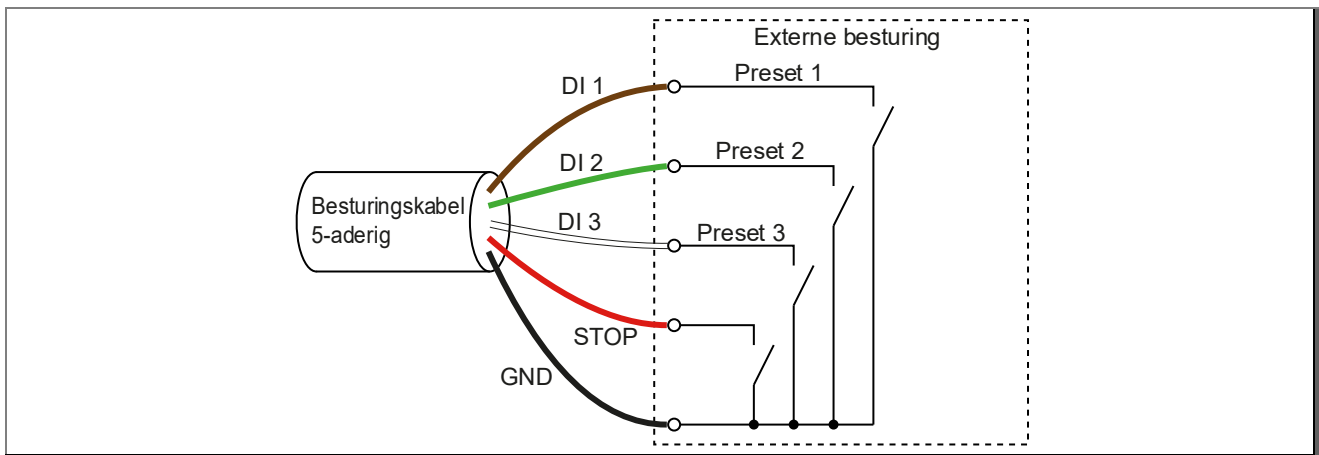 Externe besturing
DI 1
Preset 1
DI 2
Preset 2
Besturingskabel
5-aderig
DI 3
Preset 3
STOP
GND